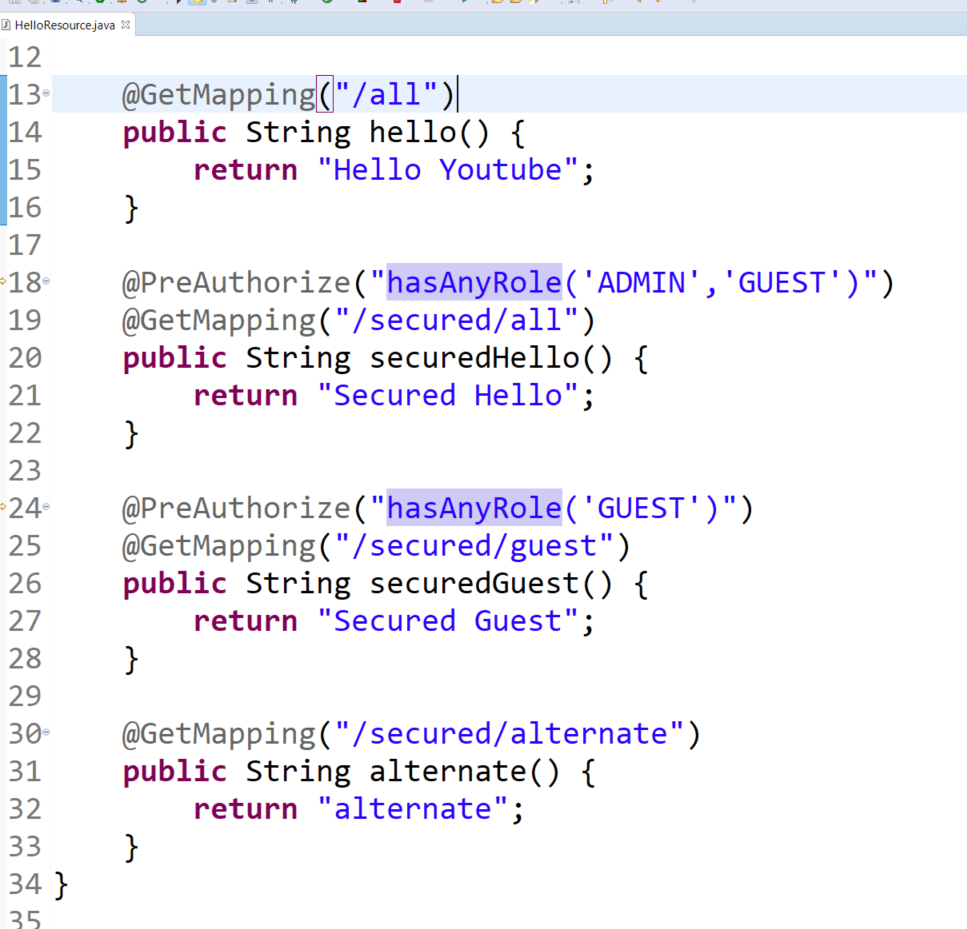 HelloResource.java
12
13 @GetMapping("/all")
14 public String hello() {
15 return "Hello Youtube";
16 }
17
18 @PreAuthorize("hasAnyRole('ADMIN','GUEST')")
19 @GetMapping("/secured/all")
20 public String securedHello() {
21 return "Secured Hello";
22 }
23
24 @PreAuthorize("hasAnyRole('GUEST')")
25 @GetMapping("/secured/guest")
26 public String securedGuest() {
27 return "Secured Guest";
28 }
29
30 @GetMapping("/secured/alternate")
31 public String alternate() {
32 return "alternate";
33 }
34 }
35